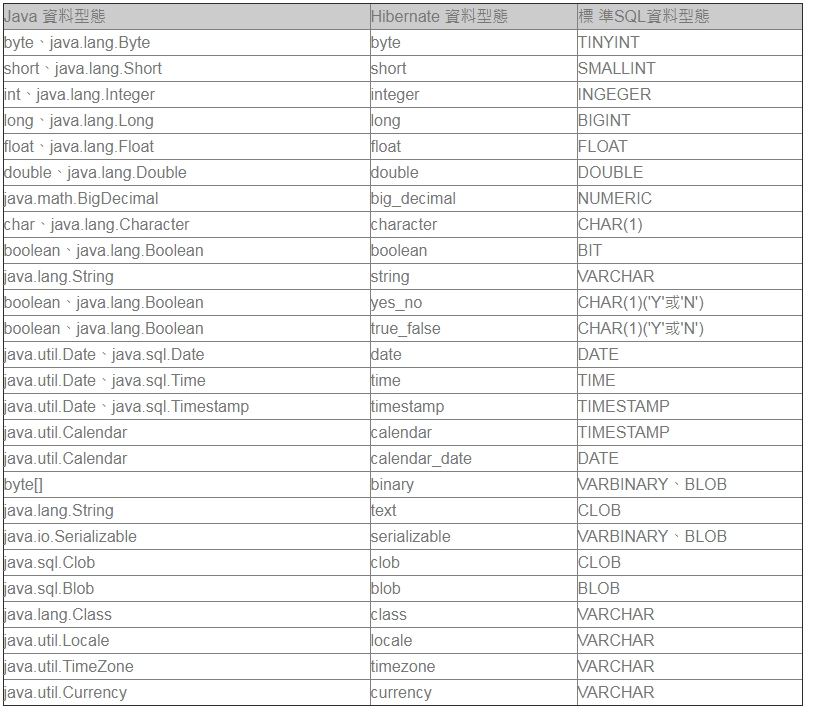 Java 資料型態 Hibernate 資料型態 標 準SQL資料型態
byte、java.lang.Byte byte TINYINT
short、java.lang.Short short SMALLINT
int、java.lang.Integer integer INGEGER
long、java.lang.Long long BIGINT
float、java.lang.Float float FLOAT
double、java.lang.Double double DOUBLE
java.math.BigDecimal big_decimal NUMERIC
char、java.lang.Character character CHAR(1)
boolean、java.lang.Boolean boolean BIT
java.lang.String string VARCHAR
boolean、java.lang.Boolean yes_no CHAR(1)('Y'或'N')
boolean、java.lang.Boolean true_false CHAR(1)('Y'或'N')
java.util.Date、java.sql.Date date DATE
java.util.Date、java.sql.Time time TIME
java.util.Date、java.sql.Timestamp timestamp TIMESTAMP
java.util.Calendar calendar TIMESTAMP
java.util.Calendar calendar_date DATE
byte[] binary VARBINARY、BLOB
java.lang.String text CLOB
java.io.Serializable serializable VARBINARY、BLOB
java.sql.Clob clob CLOB
java.sql.Blob blob BLOB
java.lang.Class class VARCHAR
java.util.Locale locale VARCHAR
java.util.TimeZone timezone VARCHAR
java.util.Currency currency VARCHAR